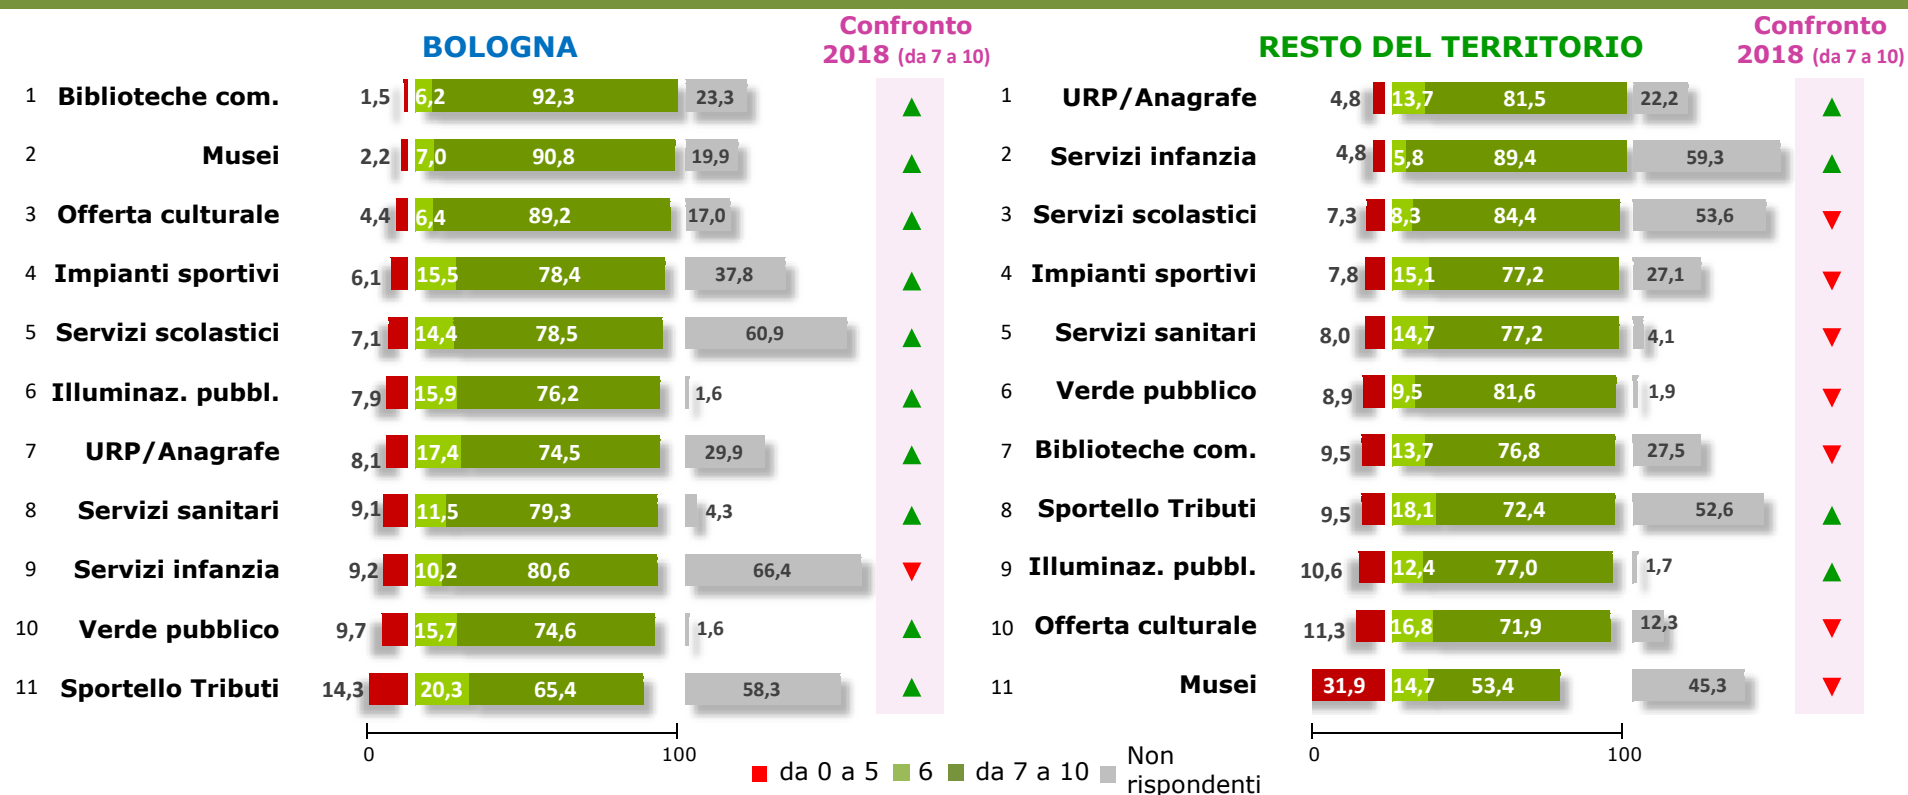 BOLOGNA
Confronto
2018 (da 7 a 10)
1 Biblioteche com. 1,5 6,2 92,3 23,3
2 Musei 2,2 7,0 90,8 19,9
3 Offerta culturale 4,4 6,4 89,2 17,0
4 Impianti sportivi 6,1 15,5 78,4 37,8
5 Servizi scolastici 7,1 14,4 78,5 60,9
6 Illuminaz. pubbl. 7,9 15,9 76,2 1,6
7 URP/Anagrafe 8,1 17,4 74,5 29,9
8 Servizi sanitari 9,1 11,5 79,3 4,3
9 Servizi infanzia 9,2 10,2 80,6 66,4
10 Verde pubblico 9,7 15,7 74,6 1,6
11 Sportello Tributi 14,3 20,3 65,4 58,3
0 100
RESTO DEL TERRITORIO
Confronto
2018 (da 7 a 10)
1 URP/Anagrafe 4,8 13,7 81,5 22,2
2 Servizi infanzia 4,8 5,8 89,4 59,3
3 Servizi scolastici 7,3 8,3 84,4 53,6
4 Impianti sportivi 7,8 15,1 77,2 27,1
5 Servizi sanitari 8,0 14,7 77,2 4,1
6 Verde pubblico 8,9 9,5 81,6 1,9
7 Biblioteche com. 9,5 13,7 76,8 27,5
8 Sportello Tributi 9,5 18,1 72,4 52,6
9 Illuminaz. pubbl. 10,6 12,4 77,0 1,7
10 Offerta culturale 11,3 16,8 71,9 12,3
11 Musei 31,9 14,7 53,4 45,3
0 100
da 0 a 5 6 da 7 a 10 Non
rispondenti